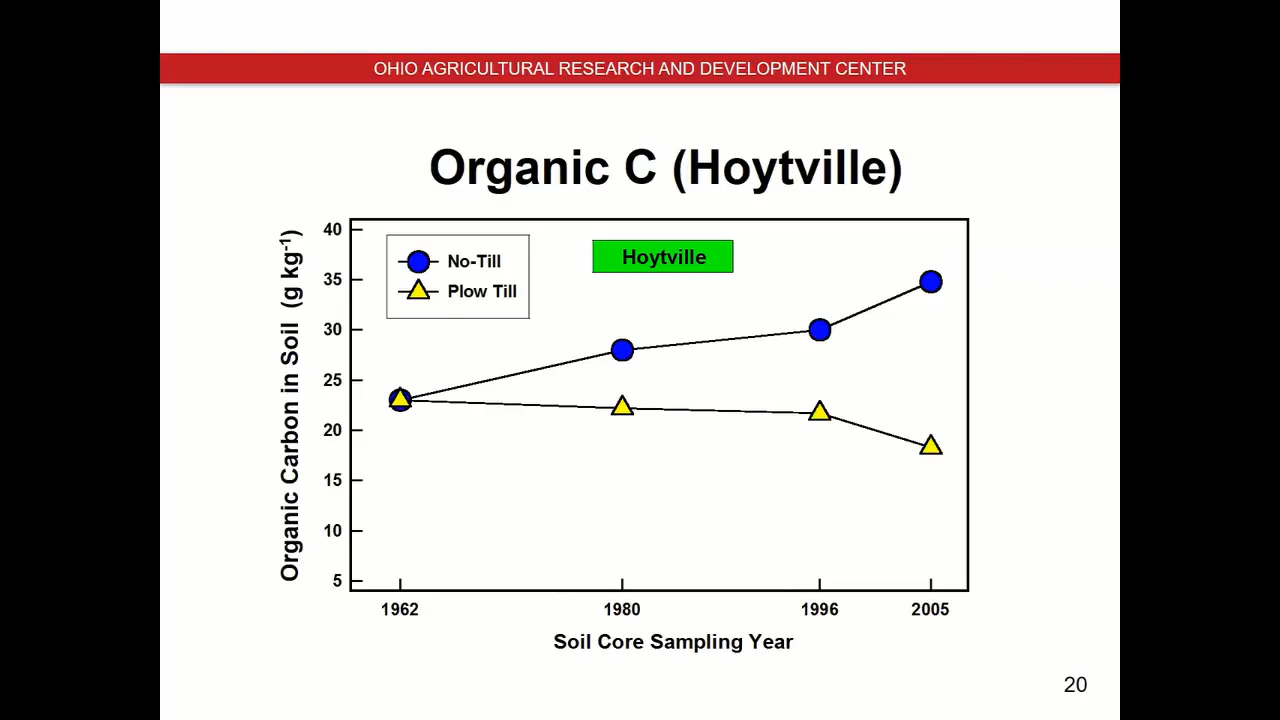 OHIO AGRICULTURAL RESEARCH AND DEVELOPMENT CENTER
Organic C (Hoytville)
Organic Carbon in Soil (g kg⁻¹)
40
35
30
25
20
15
10
5
No-Till
Plow Till
Hoytville
1962 1980 1996 2005
Soil Core Sampling Year
20